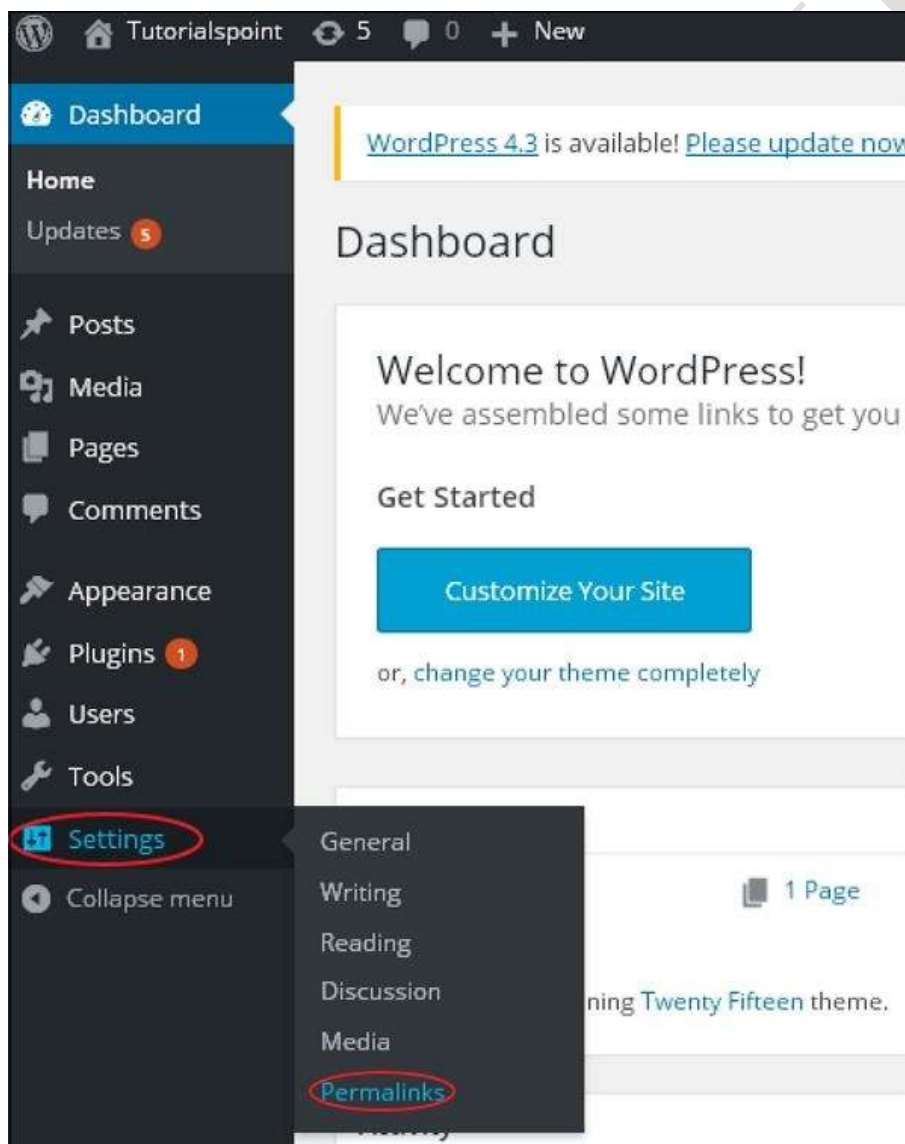 Tutorialspoint 5 0 + New
Dashboard
Home
Updates 5
Posts
Media
Pages
Comments
Appearance
Plugins 1
Users
Tools
Settings
Collapse menu
General
Writing
Reading
Discussion
Media
Permalinks
WordPress 4.3 is available! Please update now
Dashboard
Welcome to WordPress!
We've assembled some links to get you
Get Started
Customize Your Site
or, change your theme completely
1 Page
ning Twenty Fifteen theme.